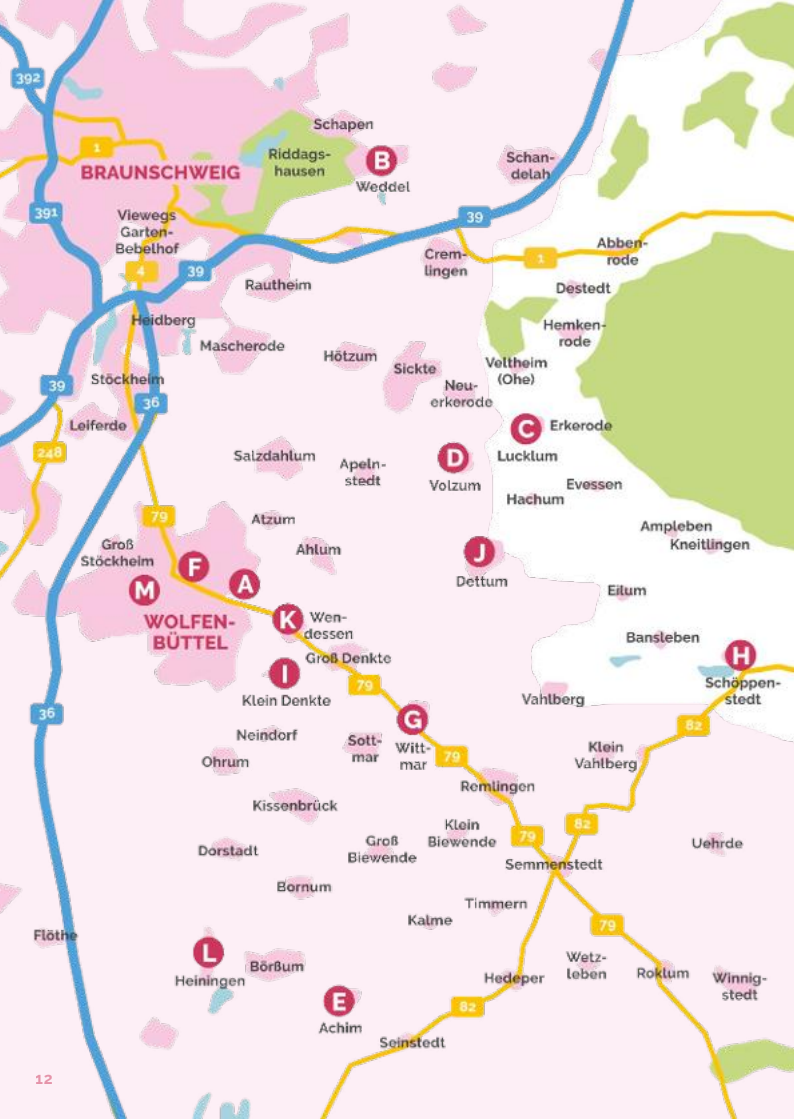 392
Schapen
1
Riddags-
hausen
B
Schan-
delah
BRAUNSCHWEIG
Weddel
391
Viewegs
Garten-
Bebelhof
39
Abben-
rode
Crem-
lingen
1
4
39
Rautheim
Destedt
Heidberg
Hemken-
rode
Mascherode
Hötzum
Sickte
Veltheim
(Ohe)
39
Stöckheim
Neu-
erkerode
36
Leiferde
C
Erkerode
248
Salzdahlum
Apeln-
stedt
D
Lucklum
Volzum
Evessen
Hachum
79
Atzum
Ampleben
Kneitlingen
Groß
Stöckheim
Ahlum
J
Dettum
F
A
M
Eilum
WOLFEN-
BÜTTEL
K
Wen-
dessen
Bansleben
H
Groß Denkte
I
79
Schöppen-
stedt
Klein Denkte
Vahlberg
36
G
82
Neindorf
Sott-
mar
Witt-
mar
79
Klein
Vahlberg
Ohrum
Remlingen
Kissenbrück
82
Klein
Biewende
79
Groß
Biewende
Uehrde
Dorstadt
Semmenstedt
Bornum
Timmern
Kalme
79
Flöthe
L
Heiningen
Börßum
Wetz-
leben
Hedeper
Roklum
Winnig-
stedt
E
82
Achim
Seinstedt
12